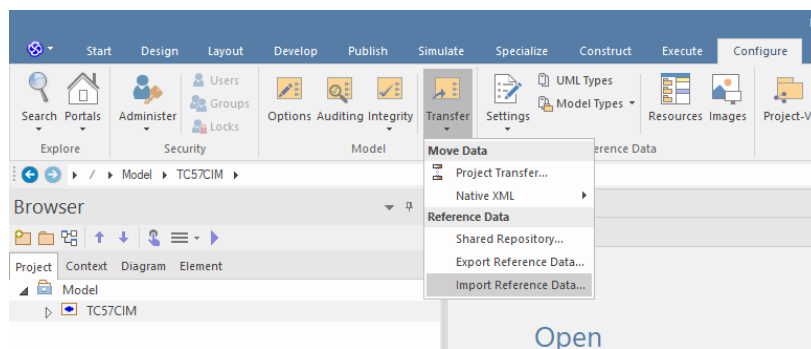 Start Design Layout Develop Publish Simulate Specialize Construct Execute Configure
Search Portals
Explore
Administer
Users
Groups
Locks
Security
Options Auditing Integrity
Model
Transfer
Settings
UML Types
Model Types
Resources Images
erence Data
Project-V
Move Data
Project Transfer...
Native XML
Reference Data
Shared Repository...
Export Reference Data...
Import Reference Data...
/ Model TC57CIM
Browser
Project Context Diagram Element
Model
TC57CIM
Open